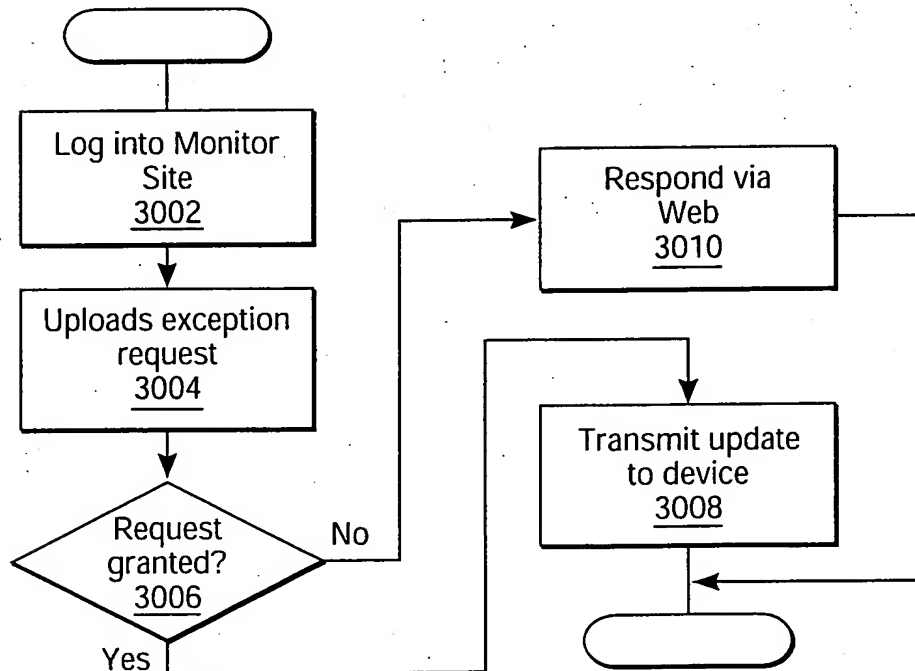 Log into Monitor
Site
3002
Uploads exception
request
3004
Request
granted?
3006
No
Yes
Respond via
Web
3010
Transmit update
to device
3008